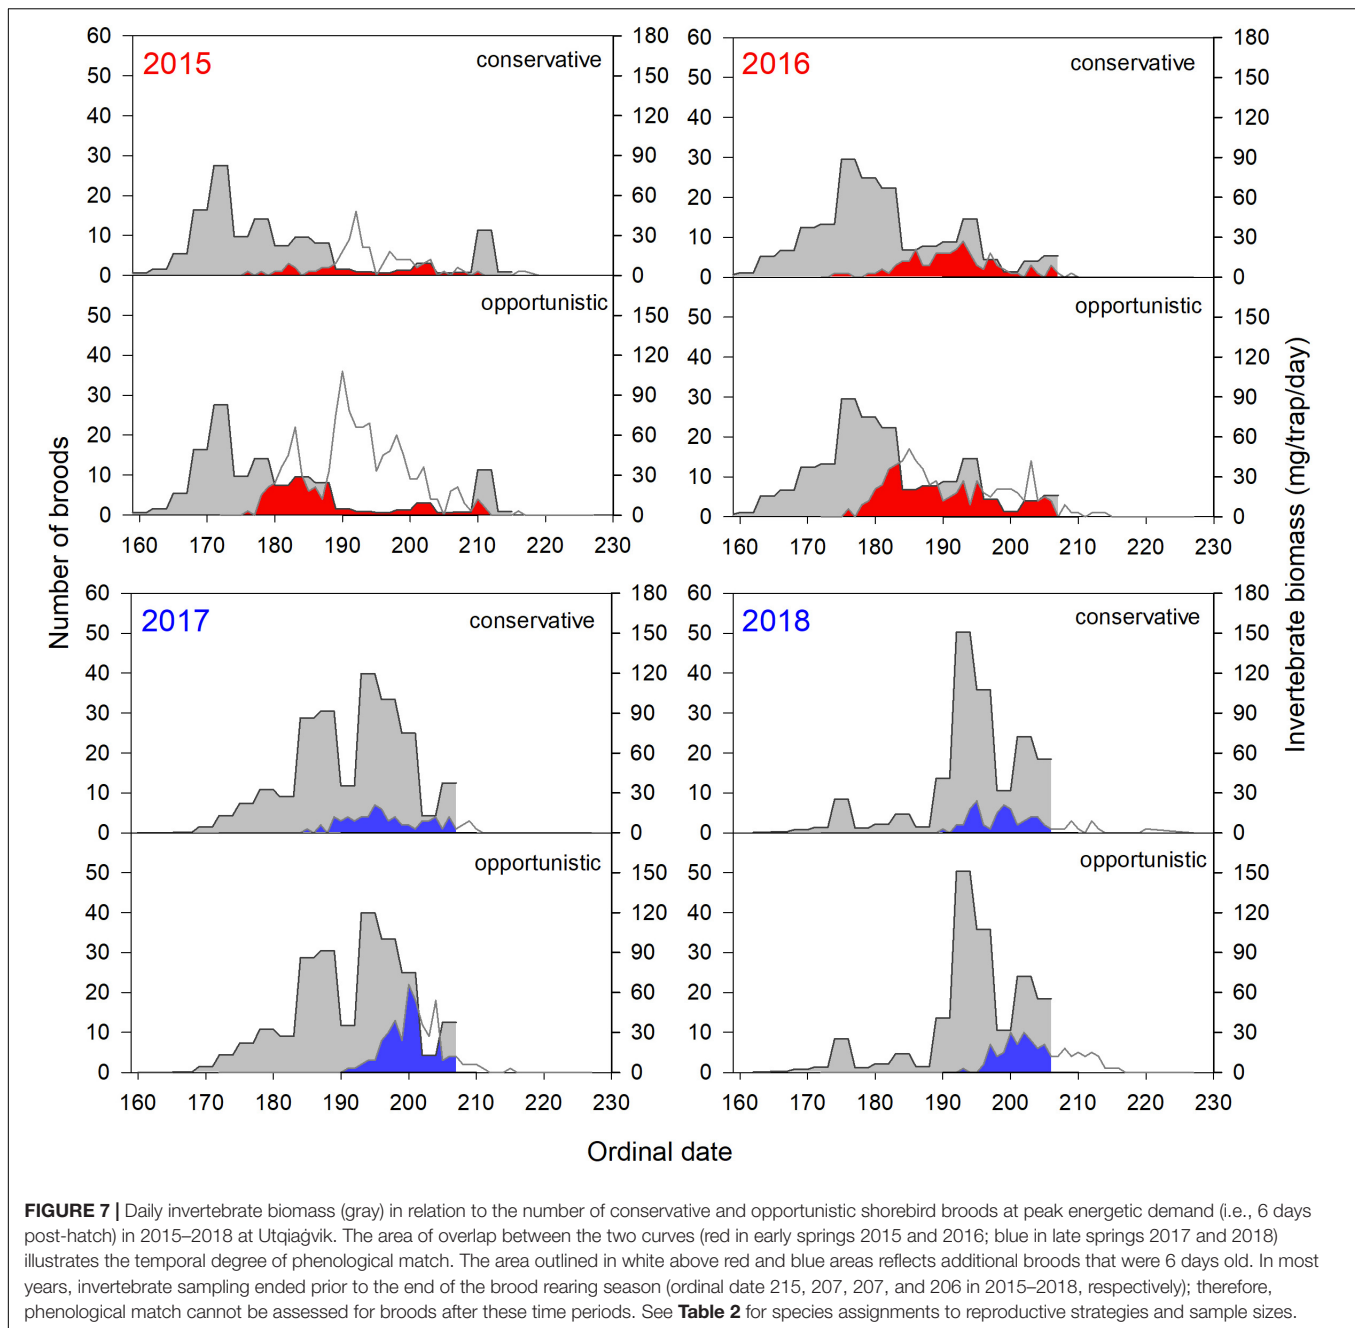 60 2015 conservative 180
50 150
40 120
30 90
20 60
10 30
0 0
opportunistic
50 150
40 120
30 90
20 60
10 30
0 0
160 170 180 190 200 210 220 230
60 2016 conservative 180
50 150
40 120
30 90
20 60
10 30
0 0
opportunistic
50 150
40 120
30 90
20 60
10 30
0 0
160 170 180 190 200 210 220 230
Number of broods
Invertebrate biomass (mg/trap/day)
60 2017 conservative 180
50 150
40 120
30 90
20 60
10 30
0 0
opportunistic
50 150
40 120
30 90
20 60
10 30
0 0
160 170 180 190 200 210 220 230
60 2018 conservative 180
50 150
40 120
30 90
20 60
10 30
0 0
opportunistic
50 150
40 120
30 90
20 60
10 30
0 0
160 170 180 190 200 210 220 230
Ordinal date
FIGURE 7 | Daily invertebrate biomass (gray) in relation to the number of conservative and opportunistic shorebird broods at peak energetic demand (i.e., 6 days
post-hatch) in 2015–2018 at Utqiaġvik. The area of overlap between the two curves (red in early springs 2015 and 2016; blue in late springs 2017 and 2018)
illustrates the temporal degree of phenological match. The area outlined in white above red and blue areas reflects additional broods that were 6 days old. In most
years, invertebrate sampling ended prior to the end of the brood rearing season (ordinal date 215, 207, 207, and 206 in 2015–2018, respectively); therefore,
phenological match cannot be assessed for broods after these time periods. See Table 2 for species assignments to reproductive strategies and sample sizes.